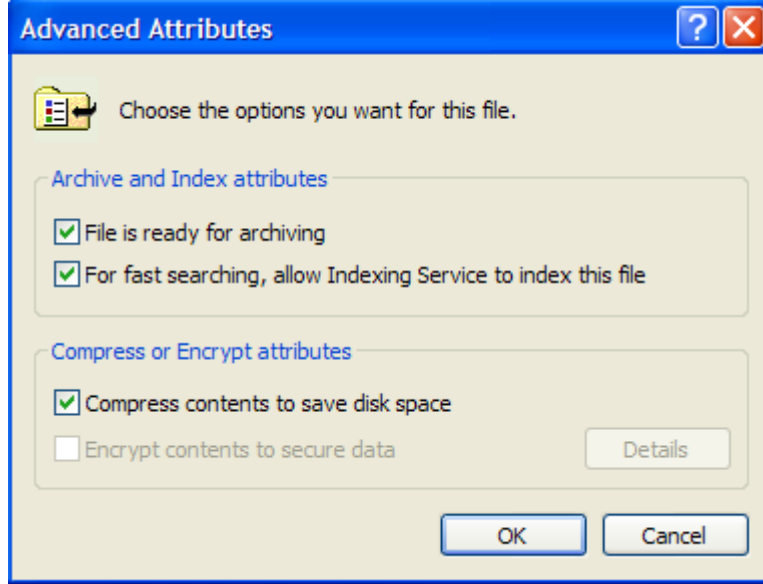 Advanced Attributes
?
Choose the options you want for this file.
Archive and Index attributes
File is ready for archiving
For fast searching, allow Indexing Service to index this file
Compress or Encrypt attributes
Compress contents to save disk space
Encrypt contents to secure data Details
OK Cancel